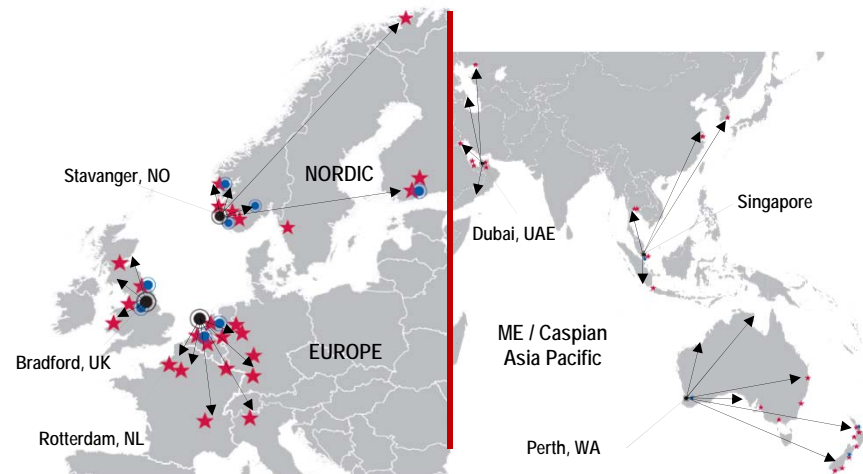 Stavanger, NO
NORDIC
Bradford, UK
EUROPE
Rotterdam, NL
Singapore
Dubai, UAE
ME / Caspian
Asia Pacific
Perth, WA